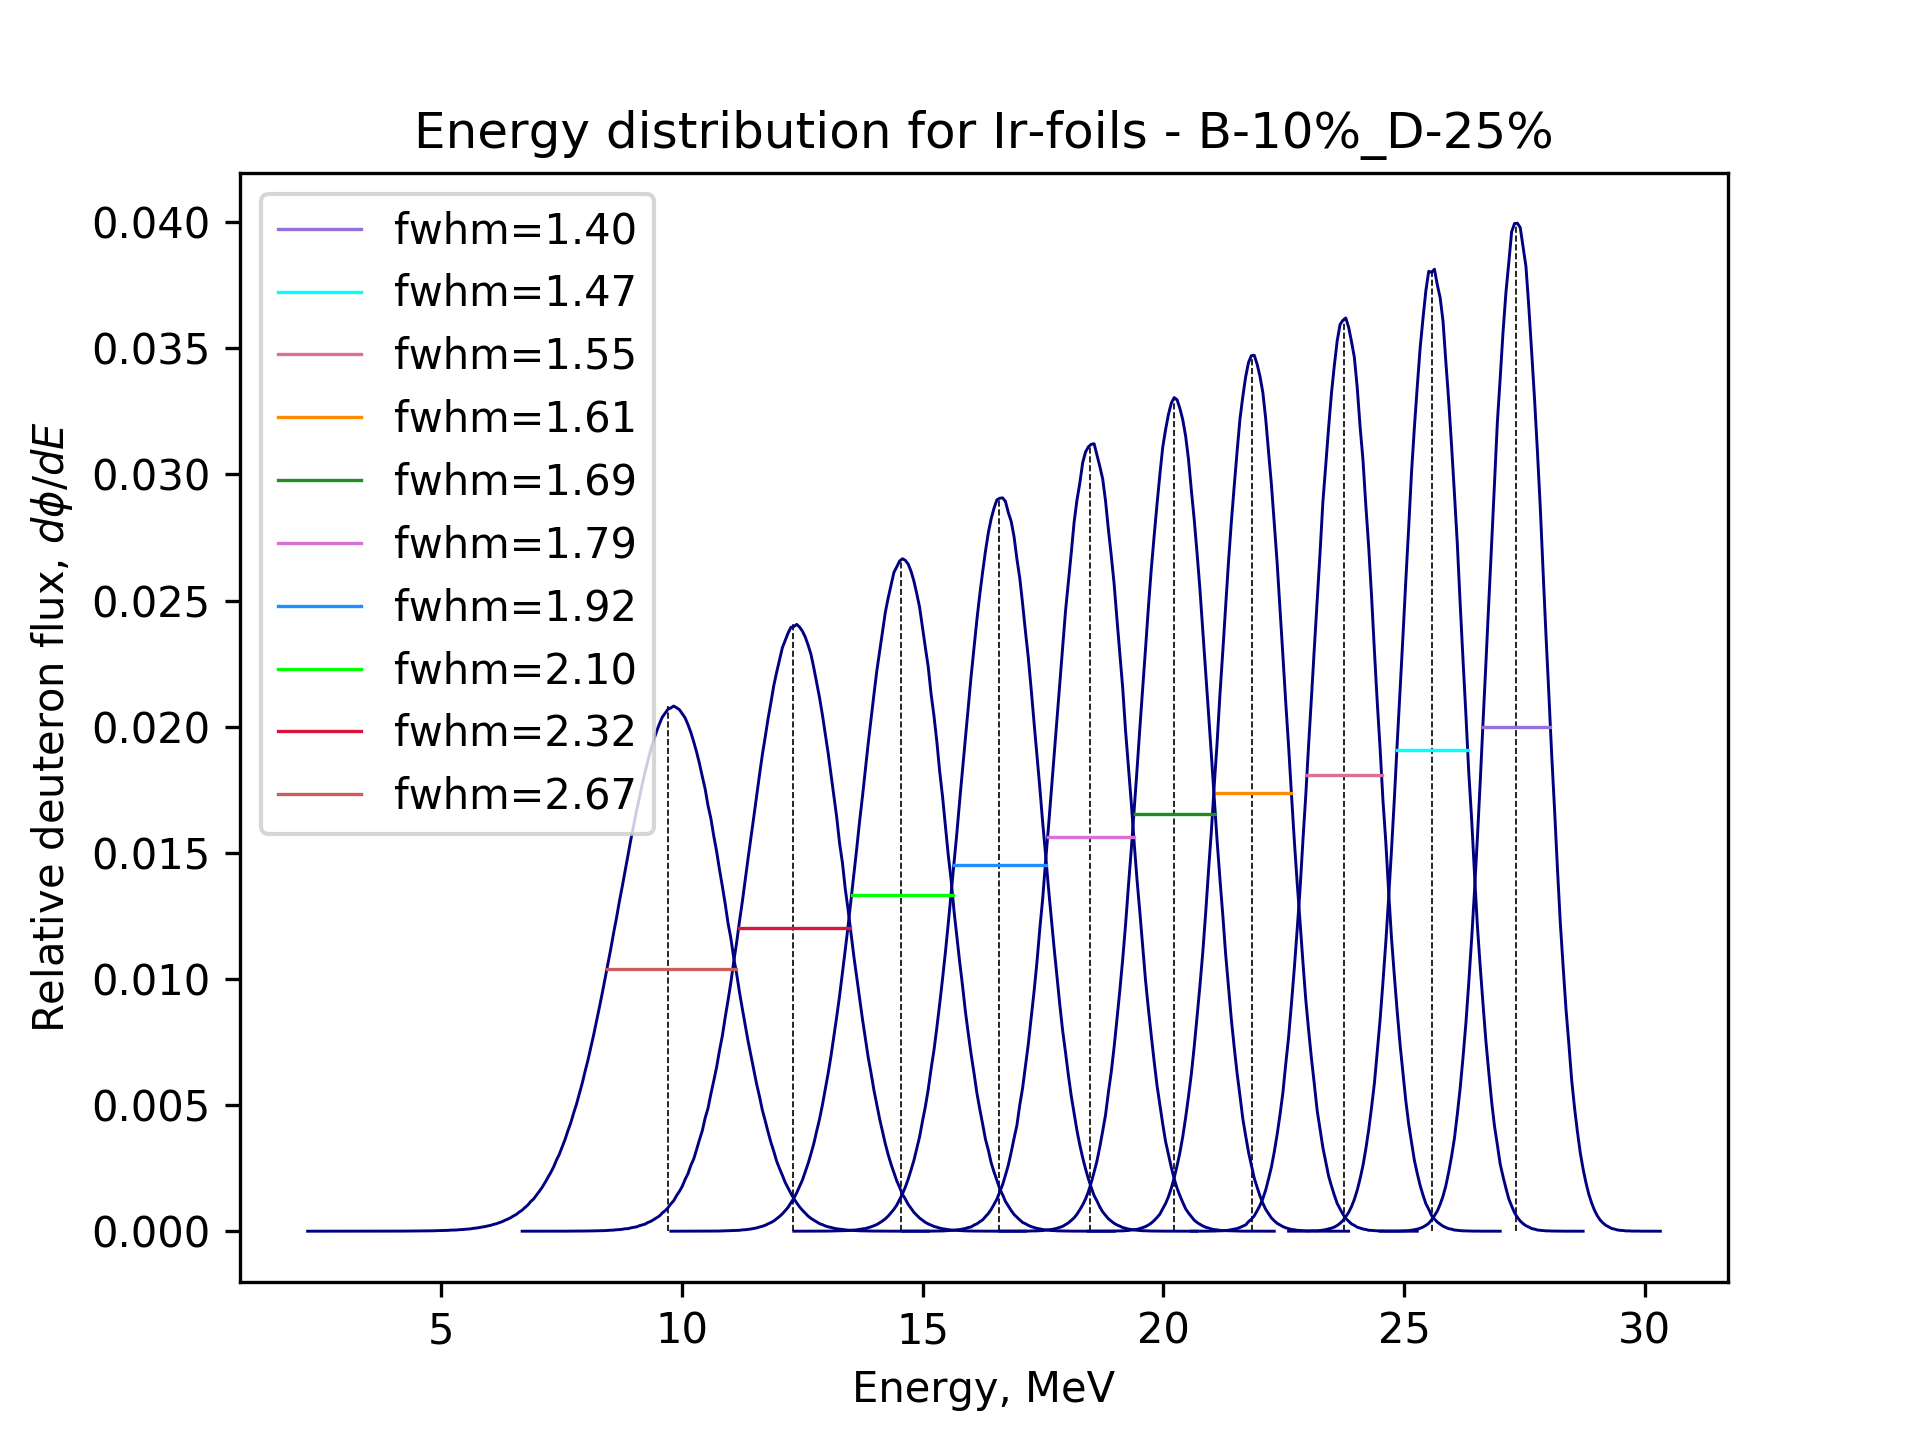 Energy distribution for Ir-foils - B-10%_D-25%
fwhm=1.40
fwhm=1.47
fwhm=1.55
fwhm=1.61
fwhm=1.69
fwhm=1.79
fwhm=1.92
fwhm=2.10
fwhm=2.32
fwhm=2.67
Relative deuteron flux, dϕ/dE
0.040
0.035
0.030
0.025
0.020
0.015
0.010
0.005
0.000
5 10 15 20 25 30
Energy, MeV